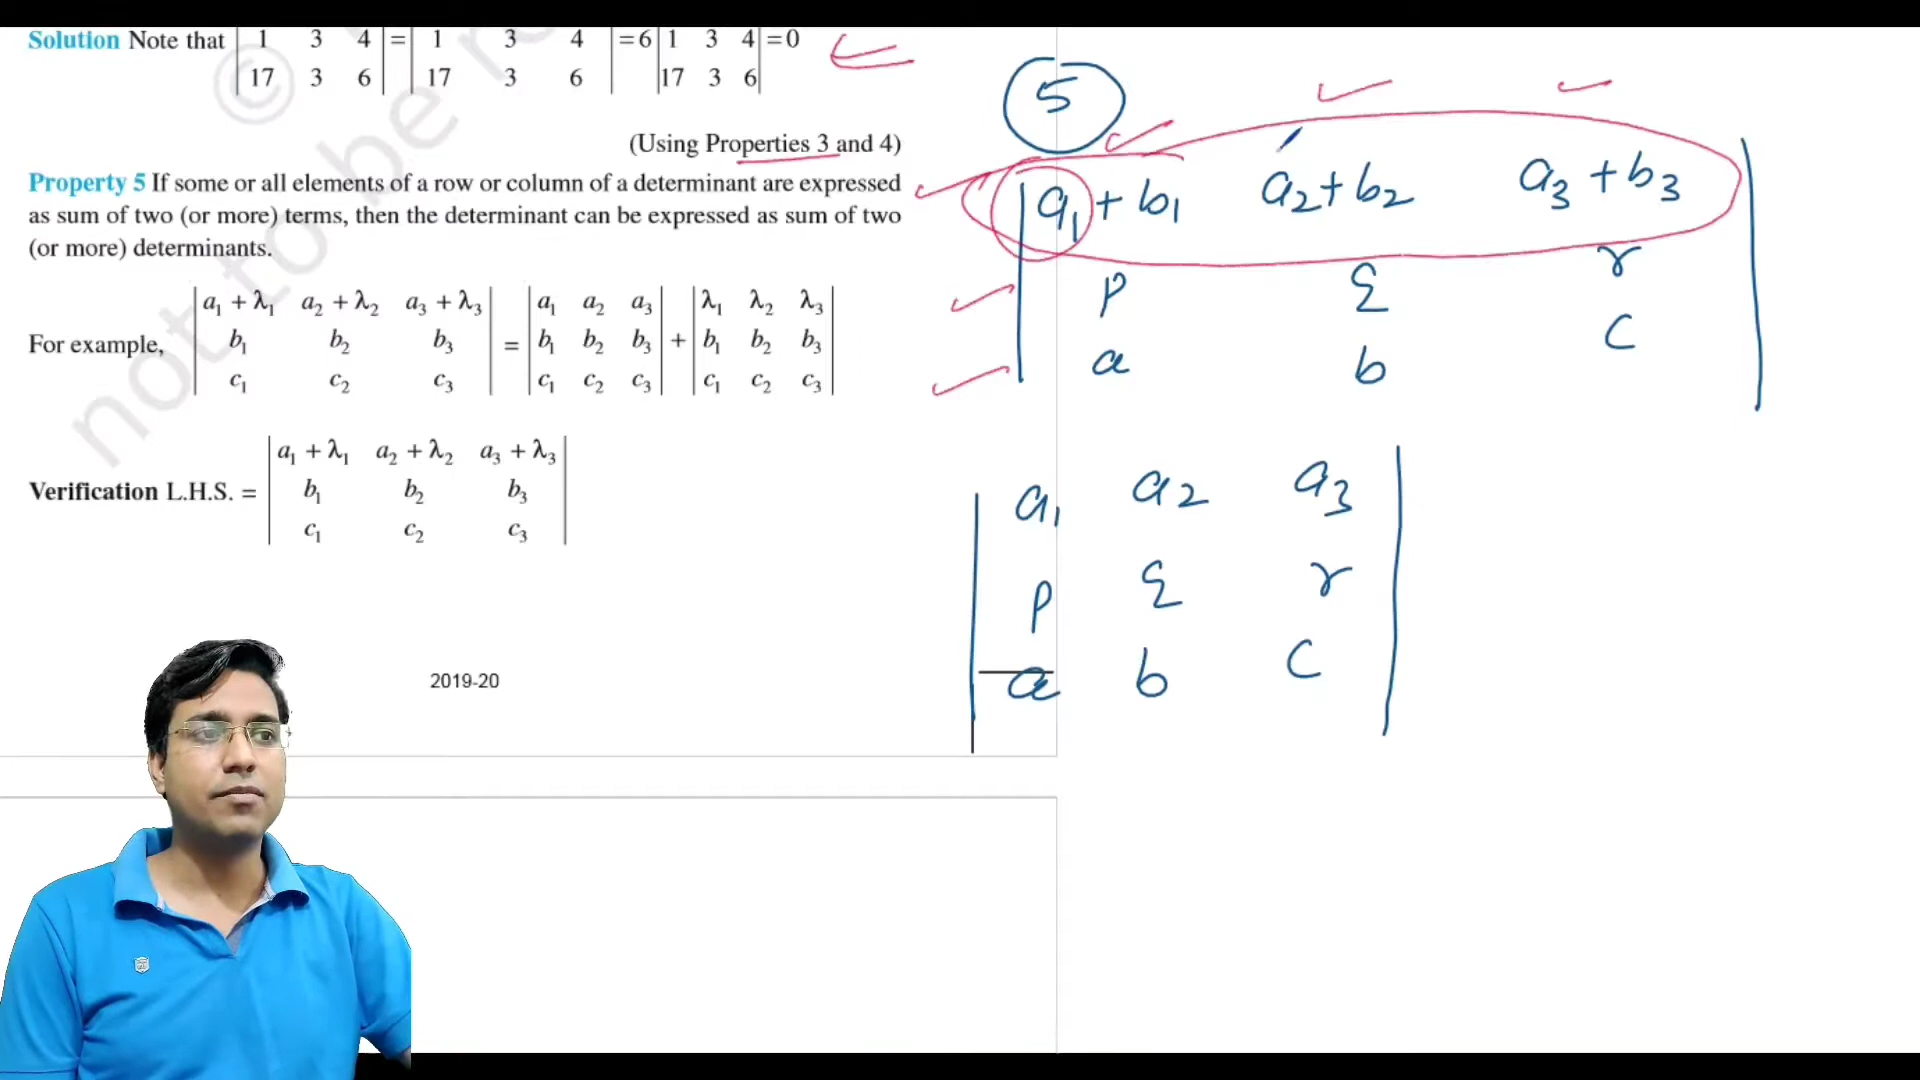 Solution Note that | 1 3 4 | = | 1 3 4 | = 6 | 1 3 4 | = 0
| 17 3 6 | | 17 3 6 | | 17 3 6 |
(Using Properties 3 and 4)
Property 5 If some or all elements of a row or column of a determinant are expressed
as sum of two (or more) terms, then the determinant can be expressed as sum of two
(or more) determinants.
| a₁ + λ₁ a₂ + λ₂ a₃ + λ₃ | | a₁ a₂ a₃ | | λ₁ λ₂ λ₃ |
For example, | b₁ b₂ b₃ | = | b₁ b₂ b₃ | + | b₁ b₂ b₃ |
| c₁ c₂ c₃ | | c₁ c₂ c₃ | | c₁ c₂ c₃ |
| a₁ + λ₁ a₂ + λ₂ a₃ + λ₃ |
Verification L.H.S. = | b₁ b₂ b₃ |
| c₁ c₂ c₃ |
2019-20
©
not to be r
5
| a₁ + b₁ a₂ + b₂ a₃ + b₃ |
| p q r |
| a b c |
| a₁ a₂ a₃ |
| p q r |
| a b c |